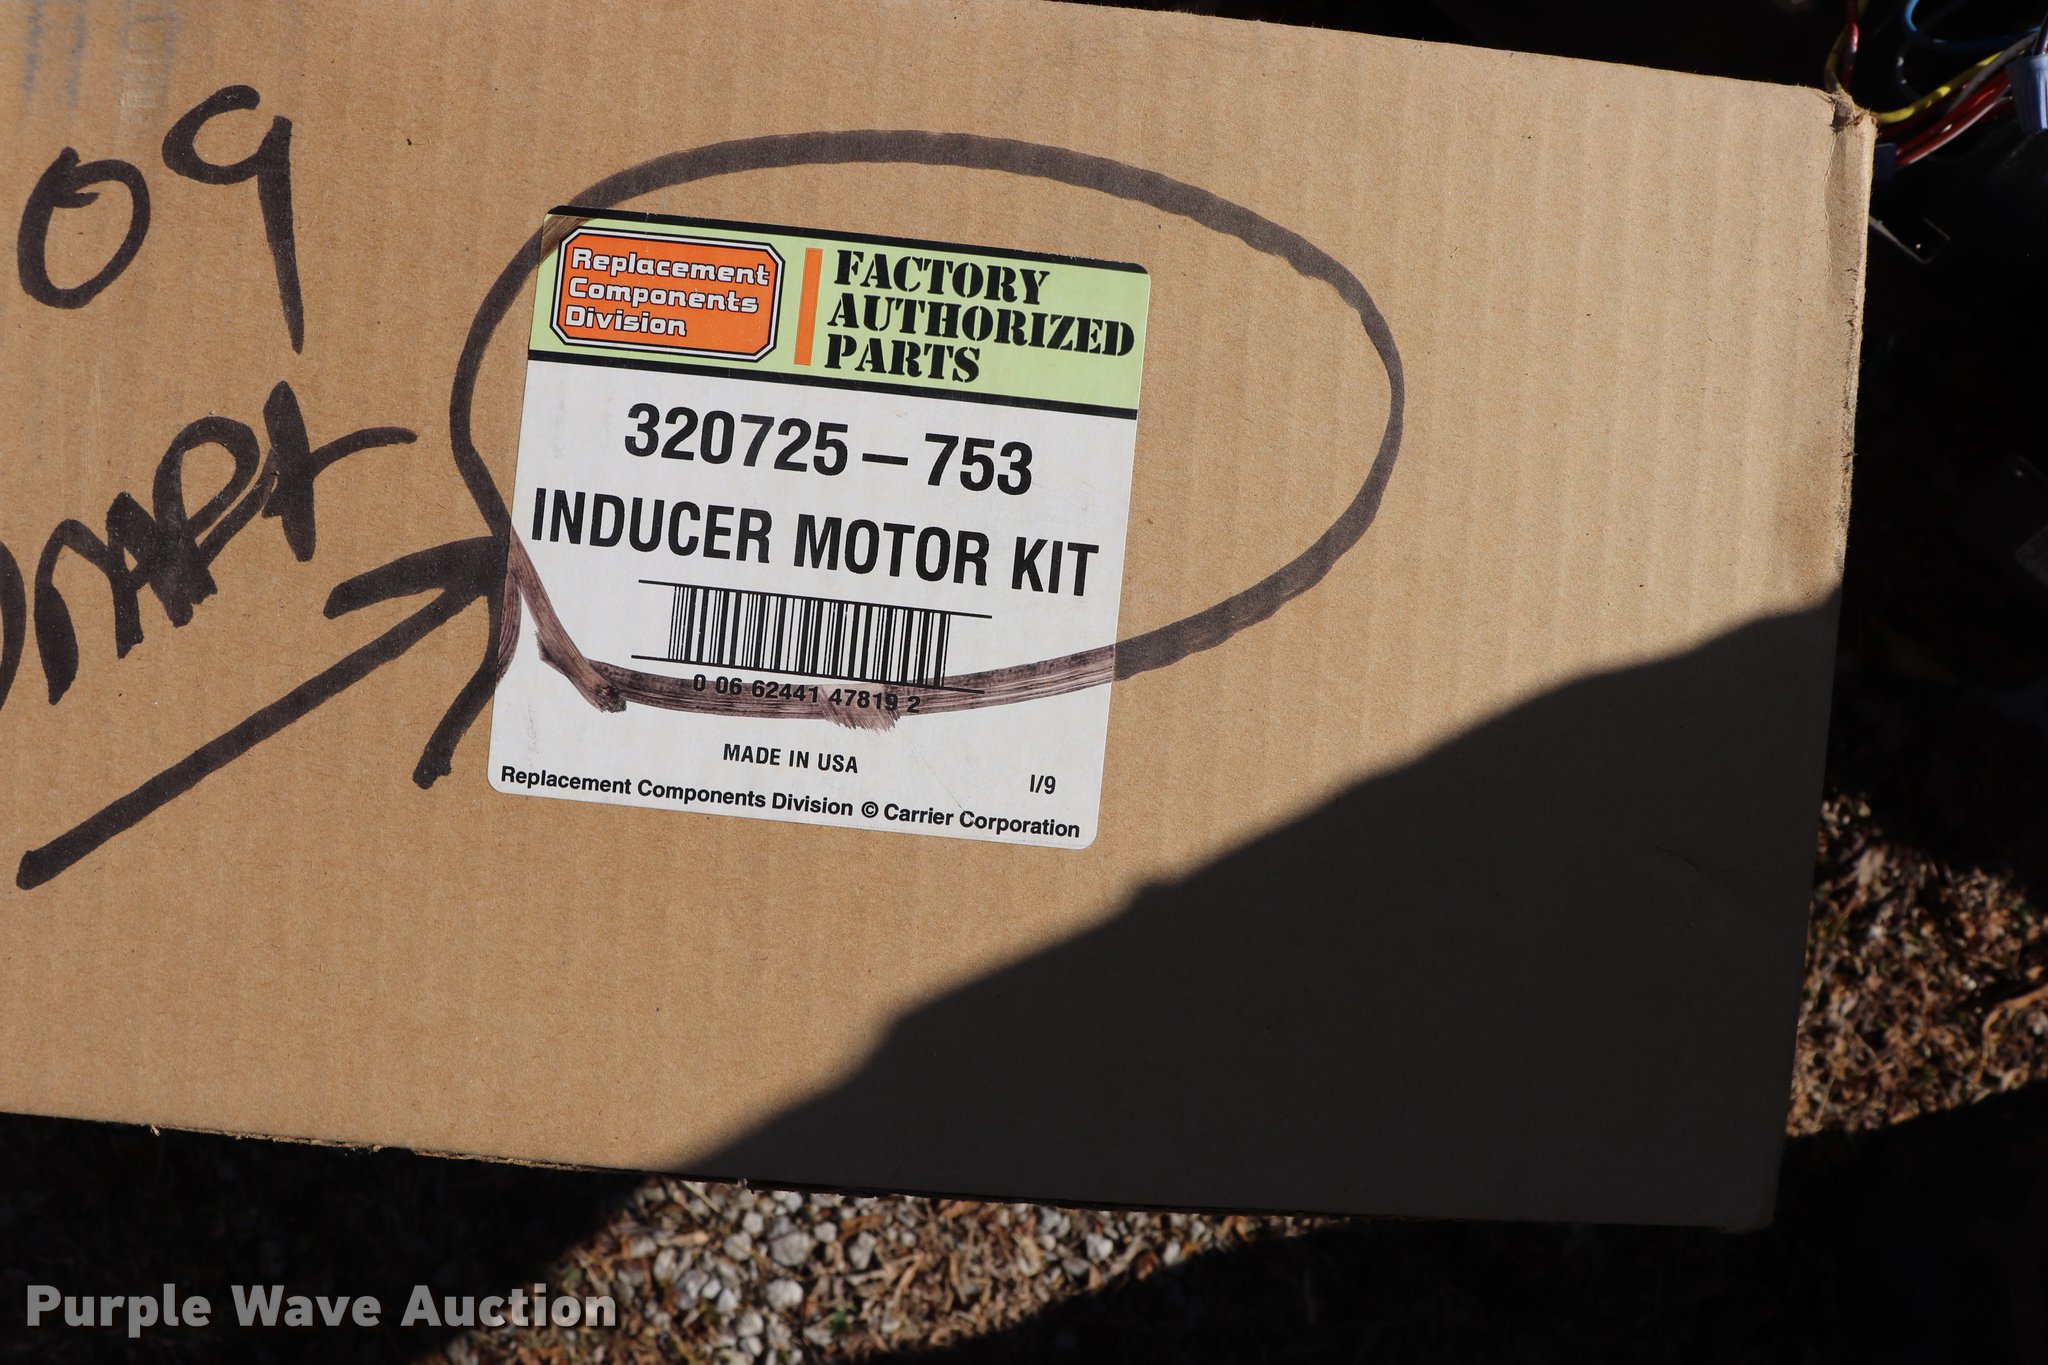 09
Replacement
Components
Division
FACTORY
AUTHORIZED
PARTS
320725-753
INDUCER MOTOR KIT
0 06 62441 47819 2
MADE IN USA
I/9
Replacement Components Division © Carrier Corporation
Purple Wave Auction